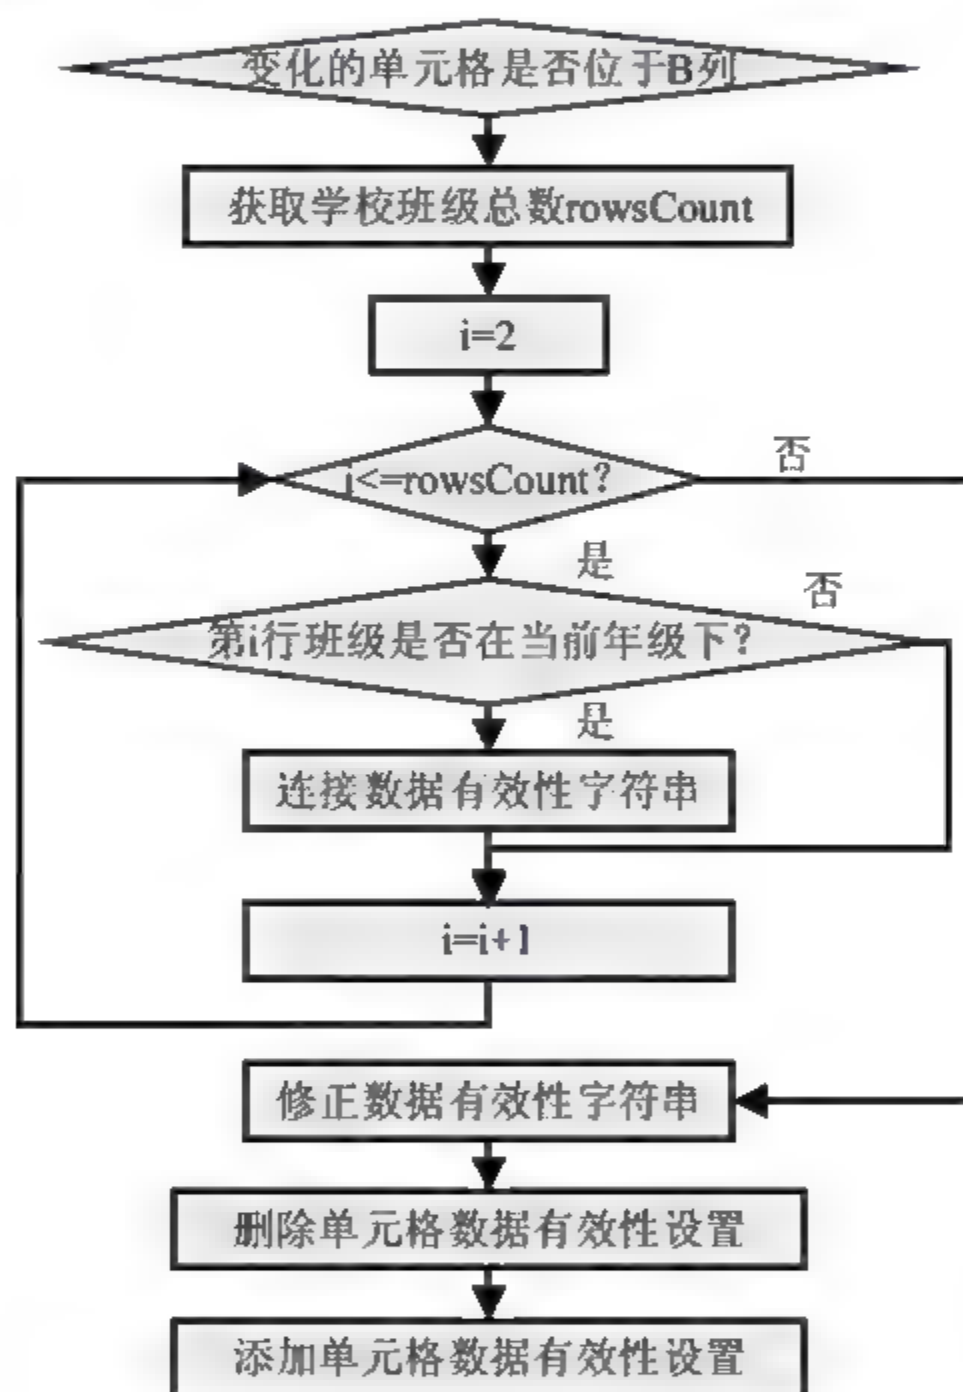 变化的单元格是否位于B列
获取学校班级总数rowsCount
i=2
i<=rowsCount?
否
是
否
第i行班级是否在当前年级下?
是
连接数据有效性字符串
i=i+1
修正数据有效性字符串
删除单元格数据有效性设置
添加单元格数据有效性设置